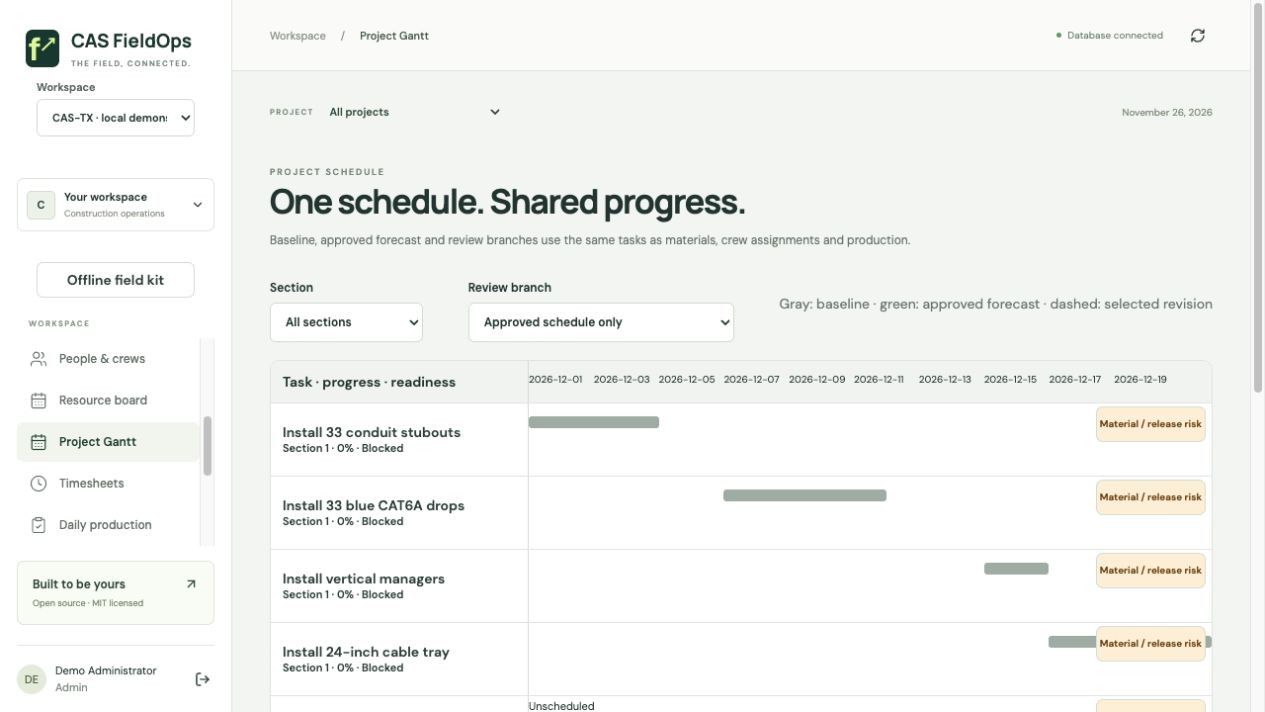 CAS FieldOps
THE FIELD, CONNECTED.
Workspace
CAS-TX · local demons
C
Your workspace
Construction operations
Offline field kit
WORKSPACE
People & crews
Resource board
Project Gantt
Timesheets
Daily production
Built to be yours
Open source · MIT licensed
DE
Demo Administrator
Admin
Workspace / Project Gantt
Database connected
PROJECT All projects
November 26, 2026
PROJECT SCHEDULE
One schedule. Shared progress.
Baseline, approved forecast and review branches use the same tasks as materials, crew assignments and production.
Section
All sections
Review branch
Approved schedule only
Gray: baseline · green: approved forecast · dashed: selected revision
Task · progress · readiness
2026-12-01 2026-12-03 2026-12-05 2026-12-07 2026-12-09 2026-12-11 2026-12-13 2026-12-15 2026-12-17 2026-12-19
Install 33 conduit stubouts
Section 1 · 0% · Blocked
Material / release risk
Install 33 blue CAT6A drops
Section 1 · 0% · Blocked
Material / release risk
Install vertical managers
Section 1 · 0% · Blocked
Material / release risk
Install 24-inch cable tray
Section 1 · 0% · Blocked
Material / release risk
Unscheduled